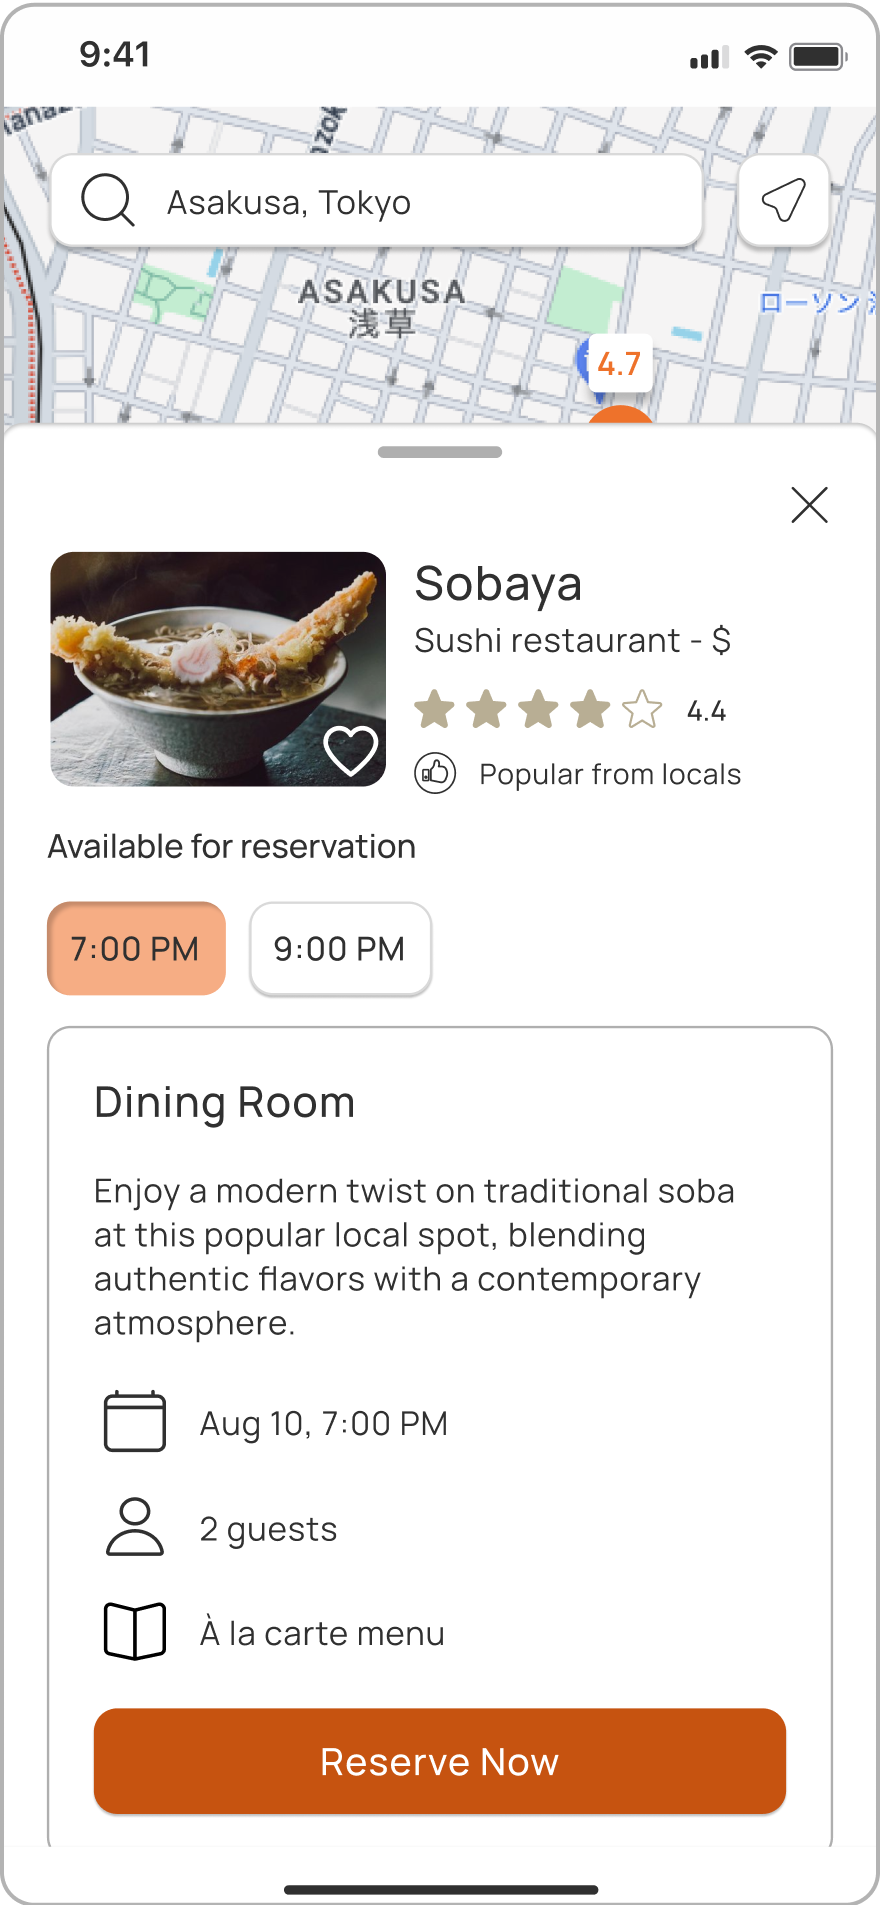 9:41
Asakusa, Tokyo
ASAKUSA
浅草
ローソン
4.7
Sobaya
Sushi restaurant - $
4.4
Popular from locals
Available for reservation
7:00 PM
9:00 PM
Dining Room
Enjoy a modern twist on traditional soba
at this popular local spot, blending
authentic flavors with a contemporary
atmosphere.
Aug 10, 7:00 PM
2 guests
À la carte menu
Reserve Now